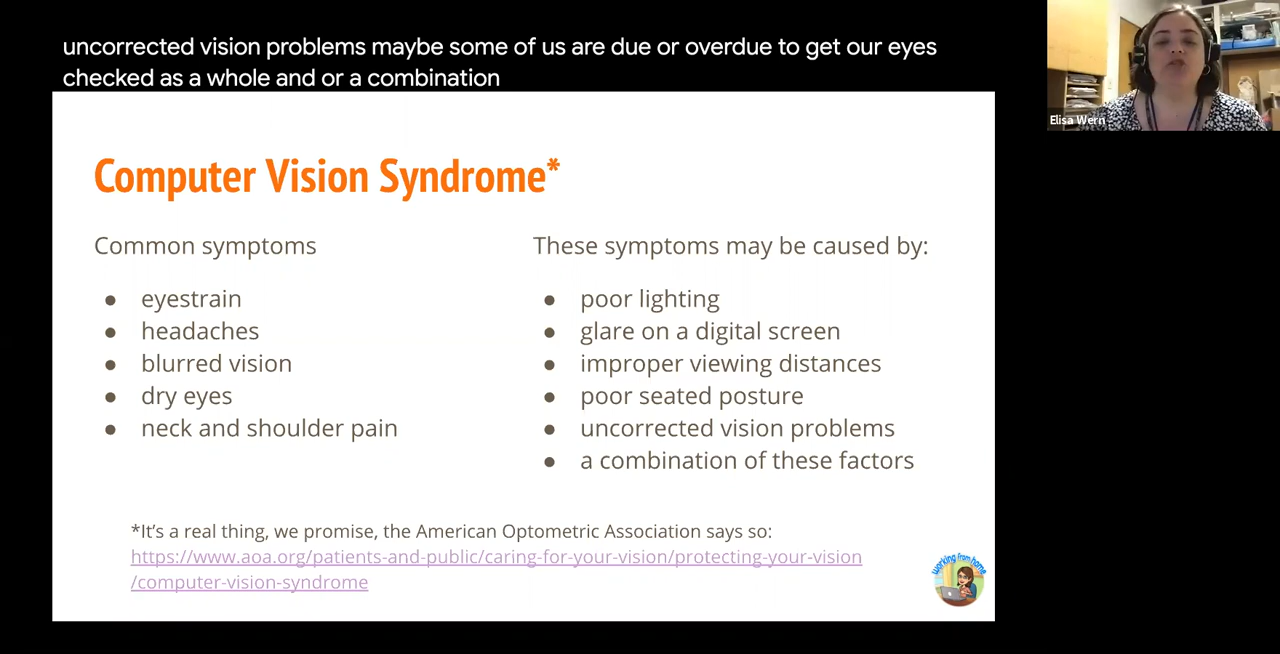 uncorrected vision problems maybe some of us are due or overdue to get our eyes
checked as a whole and or a combination
Elisa Wern
Computer Vision Syndrome*
Common symptoms
● eyestrain
● headaches
● blurred vision
● dry eyes
● neck and shoulder pain
These symptoms may be caused by:
● poor lighting
● glare on a digital screen
● improper viewing distances
● poor seated posture
● uncorrected vision problems
● a combination of these factors
*It's a real thing, we promise, the American Optometric Association says so:
https://www.aoa.org/patients-and-public/caring-for-your-vision/protecting-your-vision
/computer-vision-syndrome
working from home